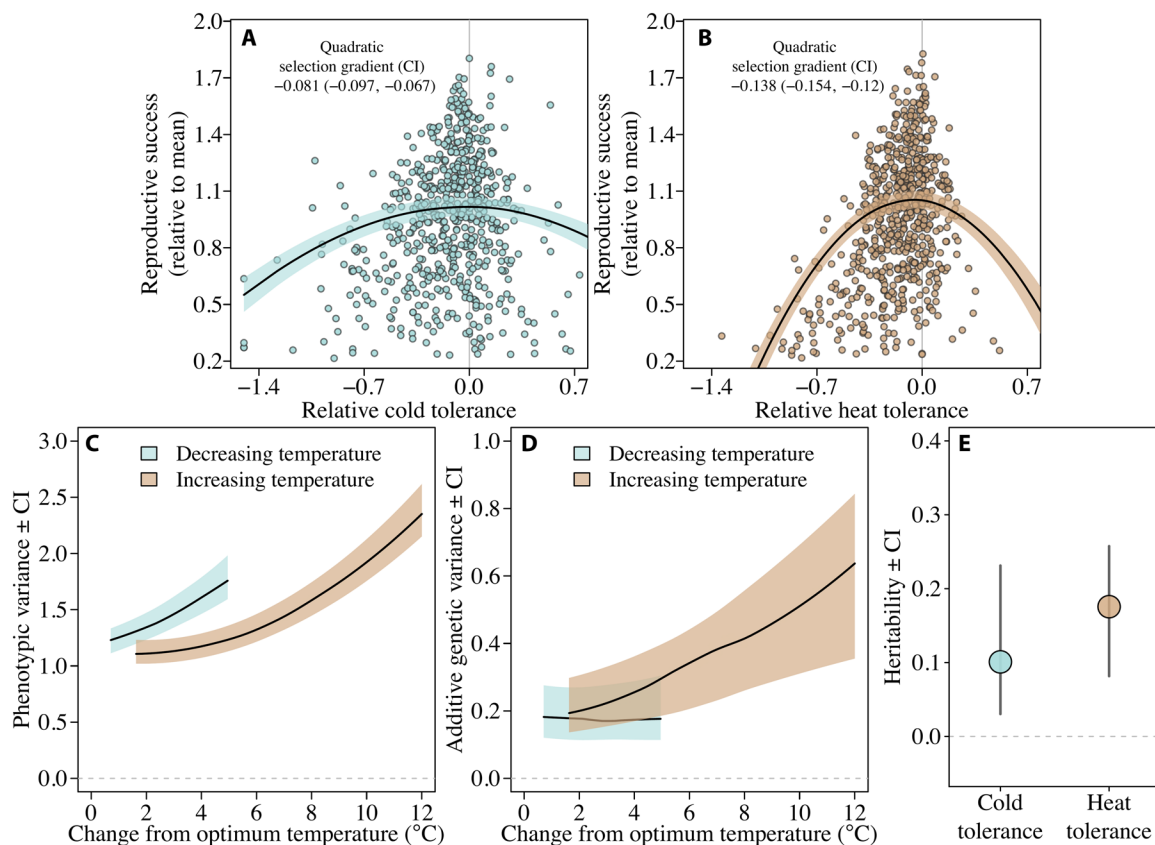 A
Quadratic
selection gradient (CI)
−0.081 (−0.097, −0.067)
Reproductive success
(relative to mean)
2.0
1.7
1.4
1.1
0.8
0.5
0.2
−1.4 −0.7 0.0 0.7
Relative cold tolerance
B
Quadratic
selection gradient (CI)
−0.138 (−0.154, −0.12)
Reproductive success
(relative to mean)
2.0
1.7
1.4
1.1
0.8
0.5
0.2
−1.4 −0.7 0.0 0.7
Relative heat tolerance
C
Decreasing temperature
Increasing temperature
Phenotypic variance ± CI
3.0
2.5
2.0
1.5
1.0
0.5
0.0
0 2 4 6 8 10 12
Change from optimum temperature (°C)
D
Decreasing temperature
Increasing temperature
Additive genetic variance ± CI
1.0
0.8
0.6
0.4
0.2
0.0
0 2 4 6 8 10 12
Change from optimum temperature (°C)
E
Heritability ± CI
0.4
0.3
0.2
0.1
0.0
Cold
tolerance
Heat
tolerance